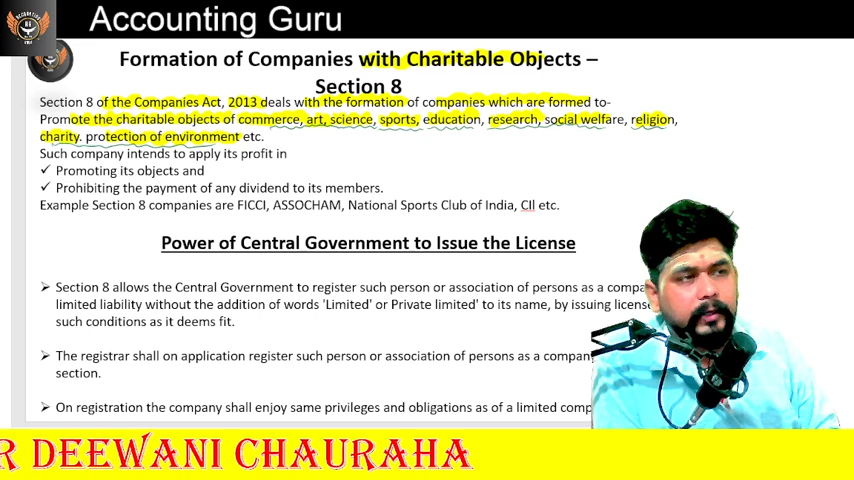 Accounting Guru
Formation of Companies with Charitable Objects –
Section 8
Section 8 of the Companies Act, 2013 deals with the formation of companies which are formed to-
Promote the charitable objects of commerce, art, science, sports, education, research, social welfare, religion,
charity. protection of environment etc.
Such company intends to apply its profit in
✓ Promoting its objects and
✓ Prohibiting the payment of any dividend to its members.
Example Section 8 companies are FICCI, ASSOCHAM, National Sports Club of India, CII etc.
Power of Central Government to Issue the License
➢ Section 8 allows the Central Government to register such person or association of persons as a
limited liability without the addition of words 'Limited' or Private limited' to its name, by issuing
such conditions as it deems fit.
➢ The registrar shall on application register such person or association of persons as a
section.
➢ On registration the company shall enjoy same privileges and obligations as of a limited
R DEEWANI CHAURAHA